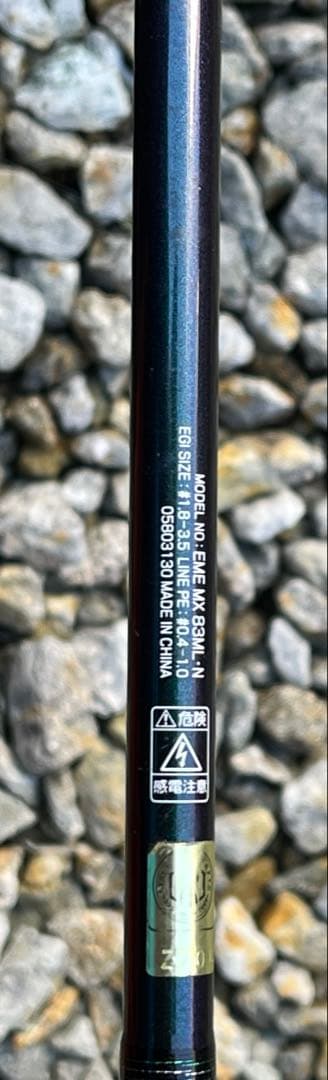 MODEL NO.: EME MX 83ML・N
EGI SIZE : #1.8-3.5 LINE PE : #0.4-1.0
05803130 MADE IN CHINA
危険
感電注意